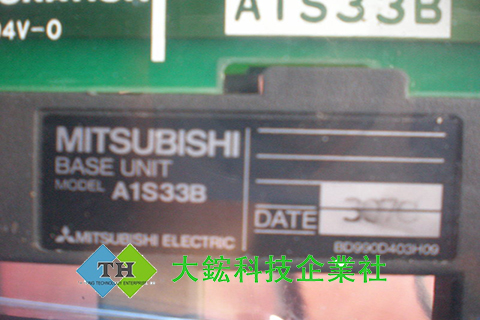 A1S33B
94V-0
MITSUBISHI
BASE UNIT
MODEL A1S33B
DATE
MITSUBISHI ELECTRIC
BD990D403H09
TH
大鈜科技企業社